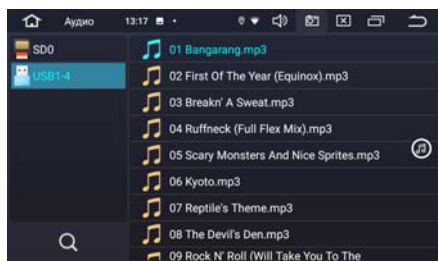 Аудио 13:17
SD0
USB1-4
01 Bangarang.mp3
02 First Of The Year (Equinox).mp3
03 Breakn' A Sweat.mp3
04 Ruffneck (Full Flex Mix).mp3
05 Scary Monsters And Nice Sprites.mp3
06 Kyoto.mp3
07 Reptile's Theme.mp3
08 The Devil's Den.mp3
09 Rock N' Roll (Will Take You To The